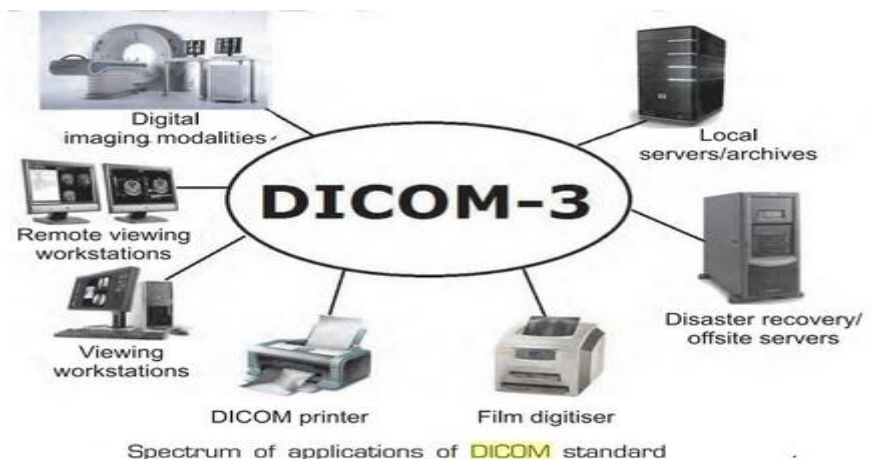 Digital
imaging modalities
Local
servers/archives
DICOM-3
Remote viewing
workstations
Disaster recovery/
offsite servers
Viewing
workstations
DICOM printer
Film digitiser
Spectrum of applications of DICOM standard